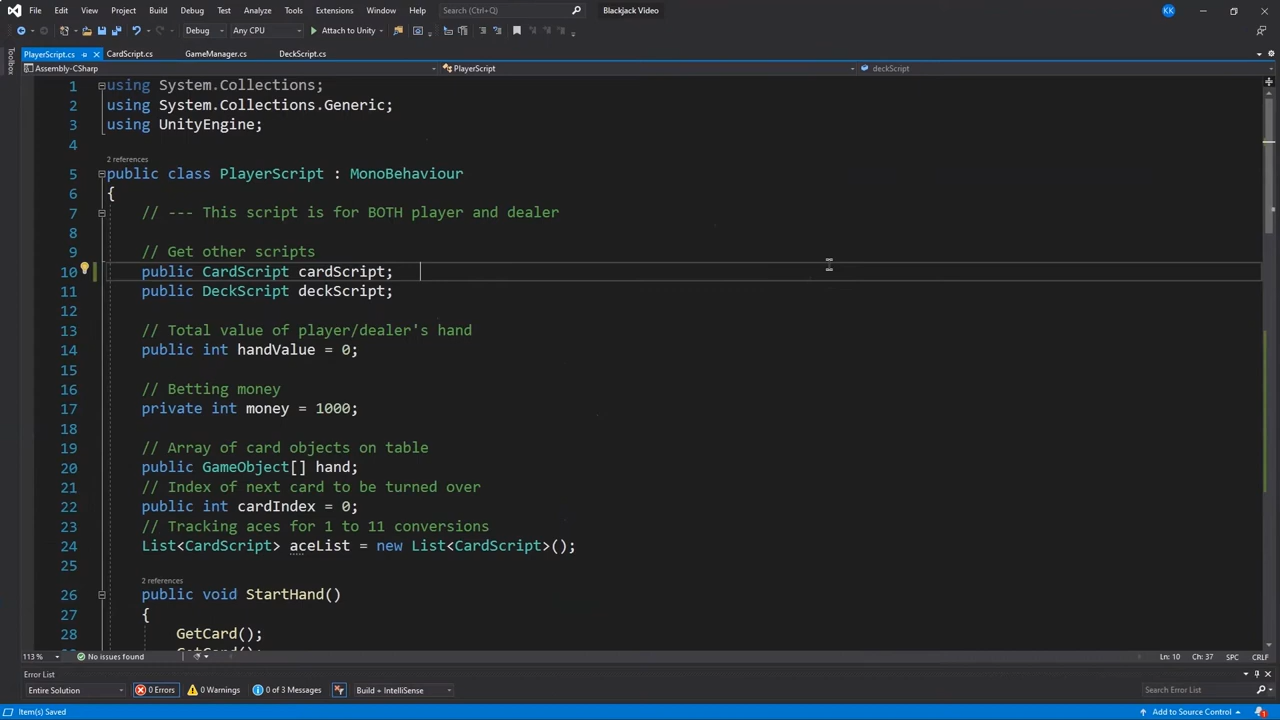 File Edit View Project Build Debug Test Analyze Tools Extensions Window Help Search (Ctrl+Q) Blackjack Video KK
Debug Any CPU Attach to Unity
PlayerScript.cs CardScript.cs GameManager.cs DeckScript.cs
Toolbox
Assembly-CSharp PlayerScript deckScript
1 using System.Collections;
2 using System.Collections.Generic;
3 using UnityEngine;
4
2 references
5 public class PlayerScript : MonoBehaviour
6 {
7 // --- This script is for BOTH player and dealer
8
9 // Get other scripts
10 public CardScript cardScript;
11 public DeckScript deckScript;
12
13 // Total value of player/dealer's hand
14 public int handValue = 0;
15
16 // Betting money
17 private int money = 1000;
18
19 // Array of card objects on table
20 public GameObject[] hand;
21 // Index of next card to be turned over
22 public int cardIndex = 0;
23 // Tracking aces for 1 to 11 conversions
24 List<CardScript> aceList = new List<CardScript>();
25
2 references
26 public void StartHand()
27 {
28 GetCard();
113 % No issues found Ln: 10 Ch: 37 SPC CRLF
Error List
Entire Solution 0 Errors 0 Warnings 0 of 3 Messages Build + IntelliSense Search Error List
Item(s) Saved Add to Source Control 1